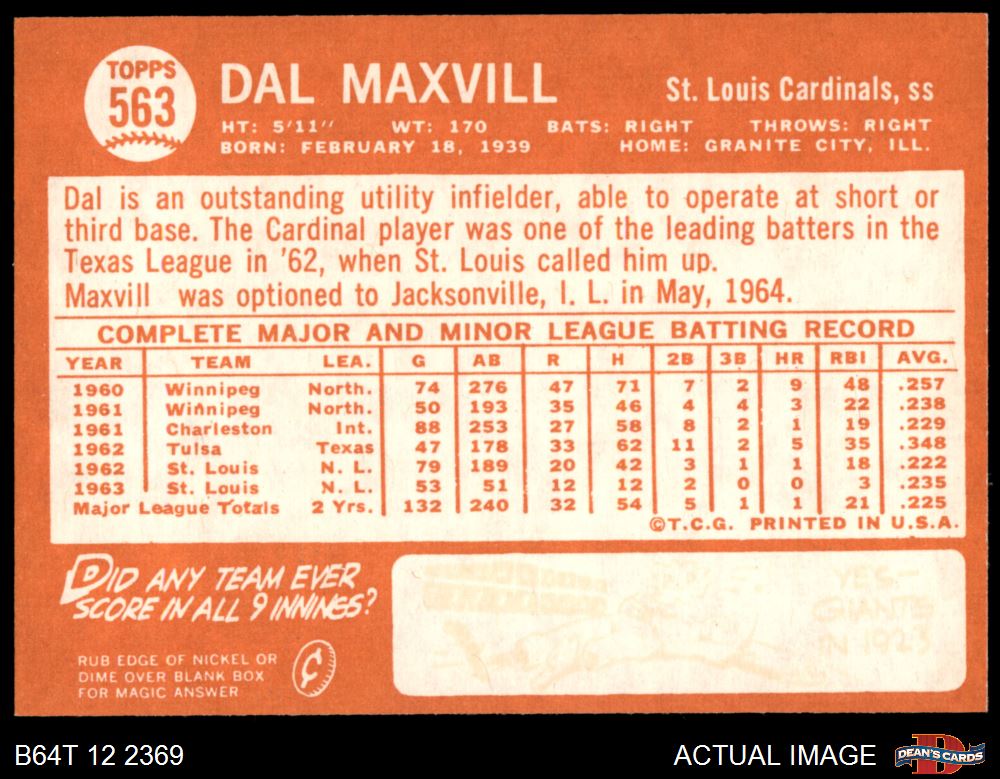 TOPPS
563
DAL MAXVILL
St. Louis Cardinals, ss
HT: 5'11" WT: 170 BATS: RIGHT THROWS: RIGHT
BORN: FEBRUARY 18, 1939 HOME: GRANITE CITY, ILL.
Dal is an outstanding utility infielder, able to operate at short or
third base. The Cardinal player was one of the leading batters in the
Texas League in '62, when St. Louis called him up.
Maxvill was optioned to Jacksonville, I. L. in May, 1964.
COMPLETE MAJOR AND MINOR LEAGUE BATTING RECORD
YEAR TEAM LEA. G AB R H 2B 3B HR RBI AVG.
1960 Winnipeg North. 74 276 47 71 7 2 9 48 .257
1961 Winnipeg North. 50 193 35 46 4 4 3 22 .238
1961 Charleston Int. 88 253 27 58 8 2 1 19 .229
1962 Tulsa Texas 47 178 33 62 11 2 5 35 .348
1962 St. Louis N. L. 79 189 20 42 3 1 1 18 .222
1963 St. Louis N. L. 53 51 12 12 2 0 0 3 .235
Major League Totals 2 Yrs. 132 240 32 54 5 1 1 21 .225
©T.C.G. PRINTED IN U.S.A.
DID ANY TEAM EVER
SCORE IN ALL 9 INNINGS?
RUB EDGE OF NICKEL OR
DIME OVER BLANK BOX
FOR MAGIC ANSWER
¢
YES-
GIANTS
IN 1923
B64T 12 2369
ACTUAL IMAGE
DEAN'S CARDS